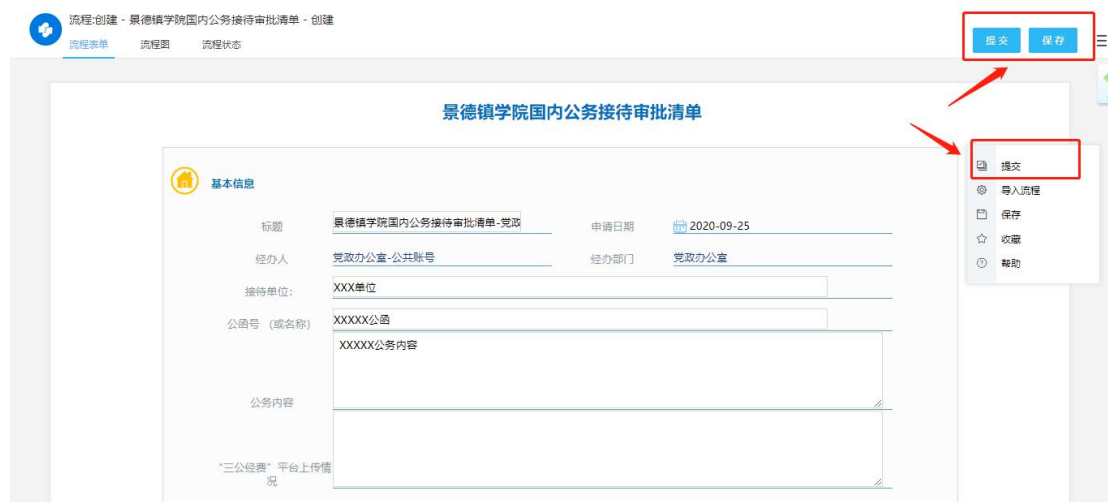 流程:创建 - 景德镇学院国内公务接待审批清单 - 创建
流程表单 流程图 流程状态
提交 保存
景德镇学院国内公务接待审批清单
基本信息
标题 景德镇学院国内公务接待审批清单-党政 申请日期 2020-09-25
经办人 党政办公室-公共账号 经办部门 党政办公室
接待单位: XXX单位
公函号 (或名称) XXXXX公函
公务内容 XXXXX公务内容
“三公经费”平台上传情
况
提交
导入流程
保存
收藏
帮助